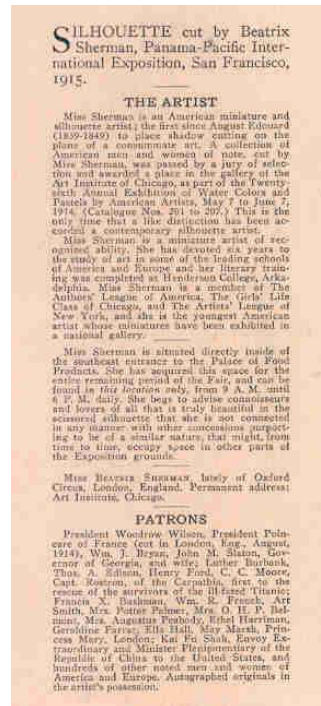 SILHOUETTE cut by Beatrix
Sherman, Panama-Pacific Inter-
national Exposition, San Francisco,
1915.
THE ARTIST
Miss Sherman is an American miniature and
silhouette artist; the first since August Edouard
(1839-1849) to place shadow cutting on the
plane of a consummate art. A collection of
American men and women of note, cut by
Miss Sherman, was passed by a jury of selec-
tion and awarded a place in the gallery of the
Art Institute of Chicago, as part of the Twenty-
sixth Annual Exhibition of Water Colors and
Pastels by American Artists, May 7 to June 7,
1914. (Catalogue Nos. 201 to 207.) This is the
only time that a like distinction has been ac-
corded a contemporary silhouette artist.
Miss Sherman is a miniature artist of rec-
ognized ability. She has devoted six years to
the study of art in some of the leading schools
of America and Europe and her literary train-
ing was completed at Henderson College, Arka-
delphia. Miss Sherman is a member of The
Authors' League of America, The Girls' Life
Class of Chicago, and The Artists' League of
New York, and she is the youngest American
artist whose miniatures have been exhibited in
a national gallery.
Miss Sherman is situated directly inside of
the southeast entrance to the Palace of Food
Products. She has acquired this space for the
entire remaining period of the Fair, and can be
found in this location only, from 9 A. M. until
6 P. M. daily. She begs to advise connoisseurs
and lovers of all that is truly beautiful in the
scissored silhouette that she is not connected
in any manner with other concessions purport-
ing to be of a similar nature, that might, from
time to time, occupy space in other parts of
the Exposition grounds.
MISS BEATRIX SHERMAN, lately of Oxford
Circus, London, England. Permanent address:
Art Institute, Chicago.
PATRONS
President Woodrow Wilson, President Poin-
care of France (cut in London, Eng., August,
1914), Wm. J. Bryan, John M. Slaton, Gov-
ernor of Georgia, and wife; Luther Burbank,
Thos. A. Edison, Henry Ford, C. C. Moore,
Capt. Rostron, of the Carpathia, first to the
rescue of the survivors of the ill-fated Titanic;
Francis X. Bushman, Wm. R. French, Art
Smith, Mrs. Potter Palmer, Mrs. O. H. P. Bel-
mont, Mrs. Augustus Peabody, Ethel Harriman,
Geraldine Farrar, Ella Hall, May Marsh, Prin-
cess Mary, London; Kai Fu Shah, Envoy Ex-
traordinary and Minister Plenipotentiary of the
Republic of China to the United States, and
hundreds of other noted men and women of
America and Europe. Autographed originals in
the artist's possession.